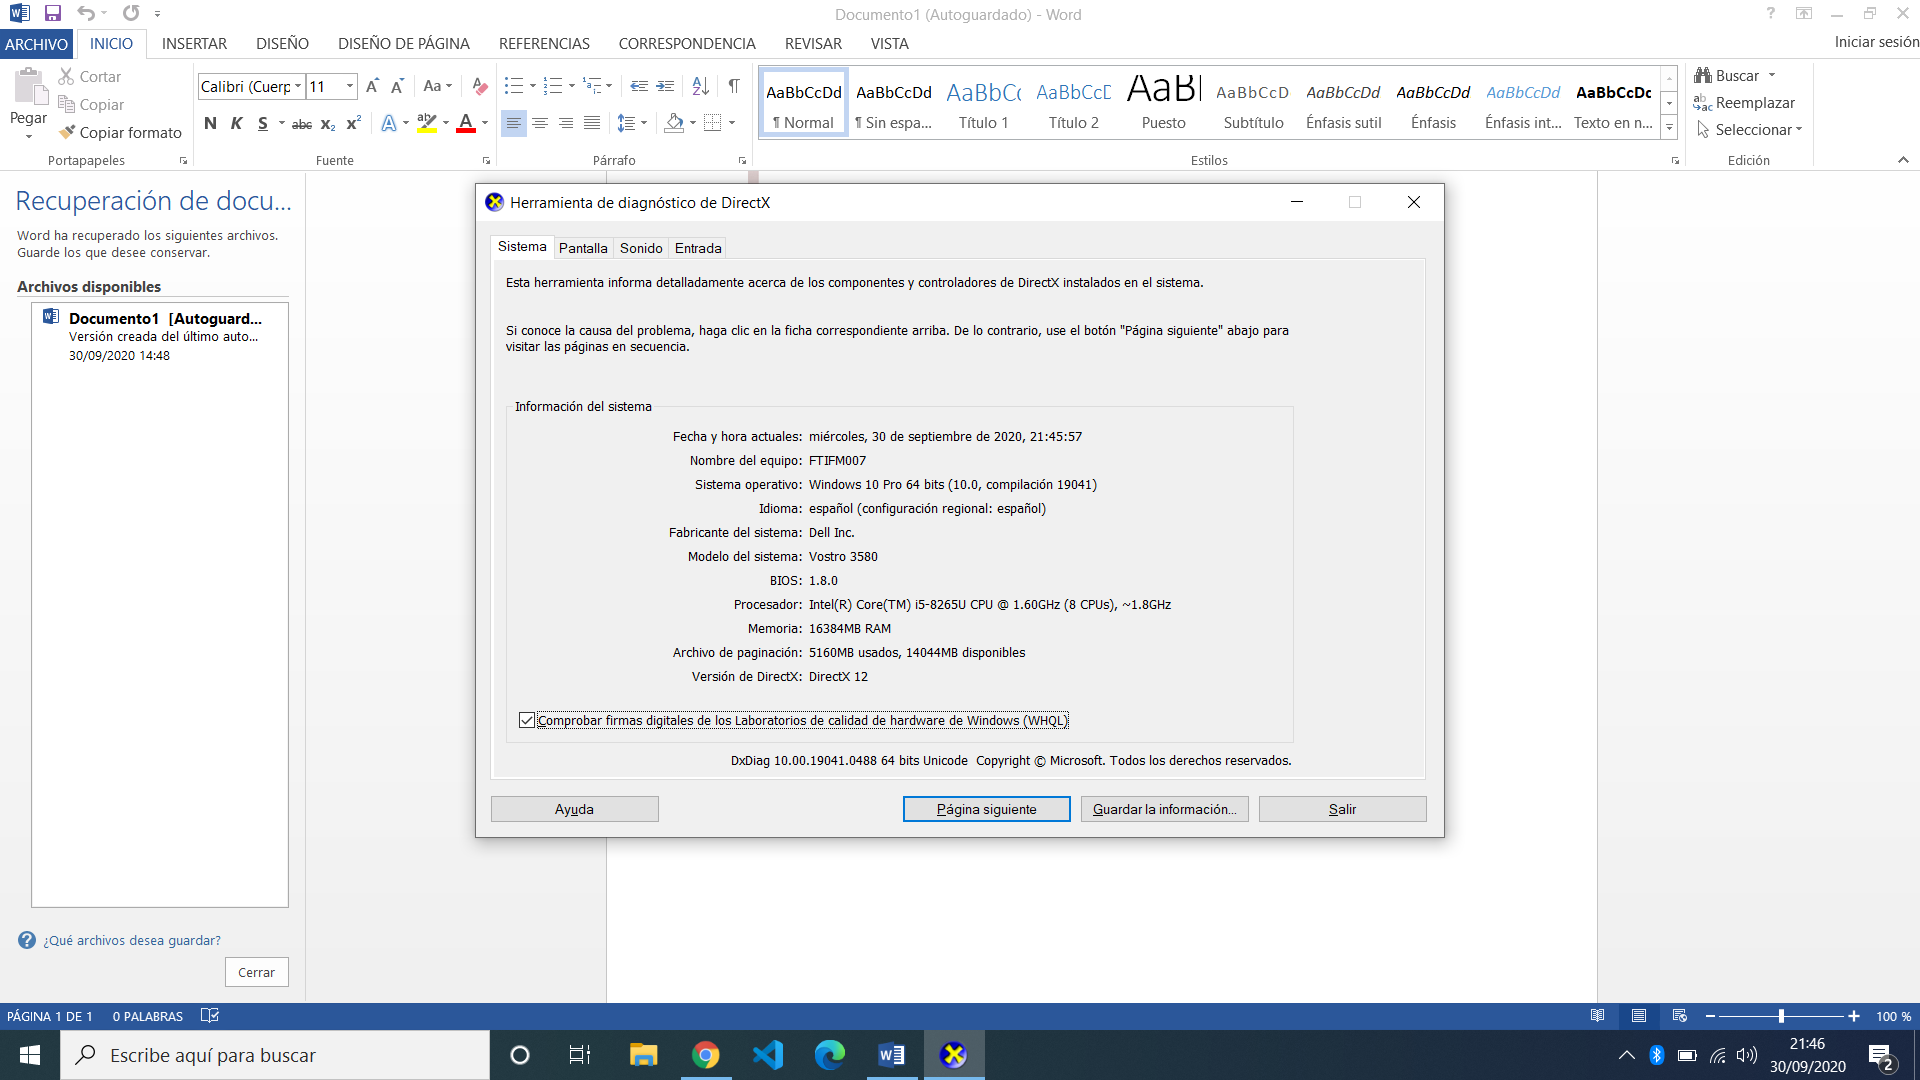 Documento1 (Autoguardado) - Word
ARCHIVO INICIO INSERTAR DISEÑO DISEÑO DE PÁGINA REFERENCIAS CORRESPONDENCIA REVISAR VISTA Iniciar sesión
Pegar
Cortar
Copiar
Copiar formato
Portapapeles
Calibri (Cuerp 11
N K S abc x₂ x²
Fuente
Párrafo
AaBbCcDd AaBbCcDd AaBbCc AaBbCcD AaB AaBbCcD AaBbCcDd AaBbCcDd AaBbCcDd AaBbCcDc
¶ Normal ¶ Sin espa... Título 1 Título 2 Puesto Subtítulo Énfasis sutil Énfasis Énfasis int... Texto en n...
Estilos
Buscar
Reemplazar
Seleccionar
Edición
Recuperación de docu...
Word ha recuperado los siguientes archivos.
Guarde los que desee conservar.
Archivos disponibles
Documento1 [Autoguard...
Versión creada del último auto...
30/09/2020 14:48
¿Qué archivos desea guardar?
Cerrar
Herramienta de diagnóstico de DirectX
Sistema Pantalla Sonido Entrada
Esta herramienta informa detalladamente acerca de los componentes y controladores de DirectX instalados en el sistema.
Si conoce la causa del problema, haga clic en la ficha correspondiente arriba. De lo contrario, use el botón "Página siguiente" abajo para
visitar las páginas en secuencia.
Información del sistema
Fecha y hora actuales: miércoles, 30 de septiembre de 2020, 21:45:57
Nombre del equipo: FTIFM007
Sistema operativo: Windows 10 Pro 64 bits (10.0, compilación 19041)
Idioma: español (configuración regional: español)
Fabricante del sistema: Dell Inc.
Modelo del sistema: Vostro 3580
BIOS: 1.8.0
Procesador: Intel(R) Core(TM) i5-8265U CPU @ 1.60GHz (8 CPUs), ~1.8GHz
Memoria: 16384MB RAM
Archivo de paginación: 5160MB usados, 14044MB disponibles
Versión de DirectX: DirectX 12
Comprobar firmas digitales de los Laboratorios de calidad de hardware de Windows (WHQL)
DxDiag 10.00.19041.0488 64 bits Unicode Copyright © Microsoft. Todos los derechos reservados.
Ayuda Página siguiente Guardar la información... Salir
PÁGINA 1 DE 1 0 PALABRAS 100 %
Escribe aquí para buscar
21:46
30/09/2020
2